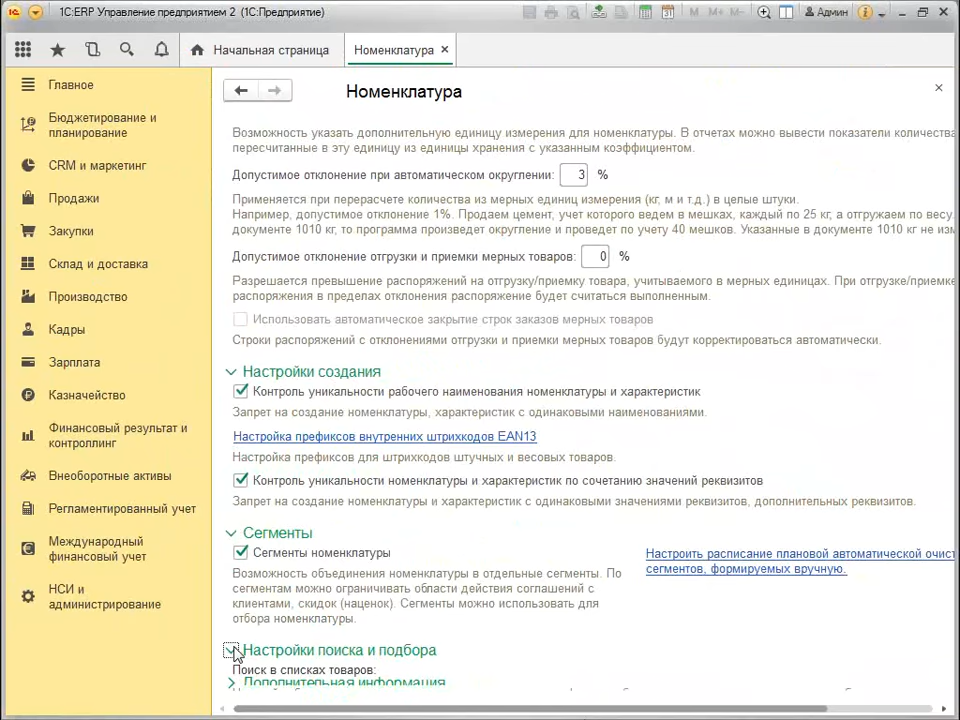 1С:ERP Управление предприятием 2 (1С:Предприятие)
M M+ M-
Админ
Начальная страница
Номенклатура ×
Главное
Бюджетирование и
планирование
CRM и маркетинг
Продажи
Закупки
Склад и доставка
Производство
Кадры
Зарплата
Казначейство
Финансовый результат и
контроллинг
Внеоборотные активы
Регламентированный учет
Международный
финансовый учет
НСИ и
администрирование
Номенклатура
Возможность указать дополнительную единицу измерения для номенклатуры. В отчетах можно вывести показатели количества
пересчитанные в эту единицу из единицы хранения с указанным коэффициентом.
Допустимое отклонение при автоматическом округлении: 3 %
Применяется при перерасчете количества из мерных единиц измерения (кг, м и т.д.) в целые штуки.
Например, допустимое отклонение 1%. Продаем цемент, учет которого ведем в мешках, каждый по 25 кг, а отгружаем по весу.
документе 1010 кг, то программа произведет округление и проведет по учету 40 мешков. Указанные в документе 1010 кг не изм
Допустимое отклонение отгрузки и приемки мерных товаров: 0 %
Разрешается превышение распоряжений на отгрузку/приемку товара, учитываемого в мерных единицах. При отгрузке/приемке
распоряжения в пределах отклонения распоряжение будет считаться выполненным.
Использовать автоматическое закрытие строк заказов мерных товаров
Строки распоряжений с отклонениями отгрузки и приемки мерных товаров будут корректироваться автоматически.
Настройки создания
Контроль уникальности рабочего наименования номенклатуры и характеристик
Запрет на создание номенклатуры, характеристик с одинаковыми наименованиями.
Настройка префиксов внутренних штрихкодов EAN13
Настройка префиксов для штрихкодов штучных и весовых товаров.
Контроль уникальности номенклатуры и характеристик по сочетанию значений реквизитов
Запрет на создание номенклатуры и характеристик с одинаковыми значениями реквизитов, дополнительных реквизитов.
Сегменты
Сегменты номенклатуры
Возможность объединения номенклатуры в отдельные сегменты. По
сегментам можно ограничивать области действия соглашений с
клиентами, скидок (наценок). Сегменты можно использовать для
отбора номенклатуры.
Настроить расписание плановой автоматической очист
сегментов, формируемых вручную.
Настройки поиска и подбора
Поиск в списках товаров:
Дополнительная информация